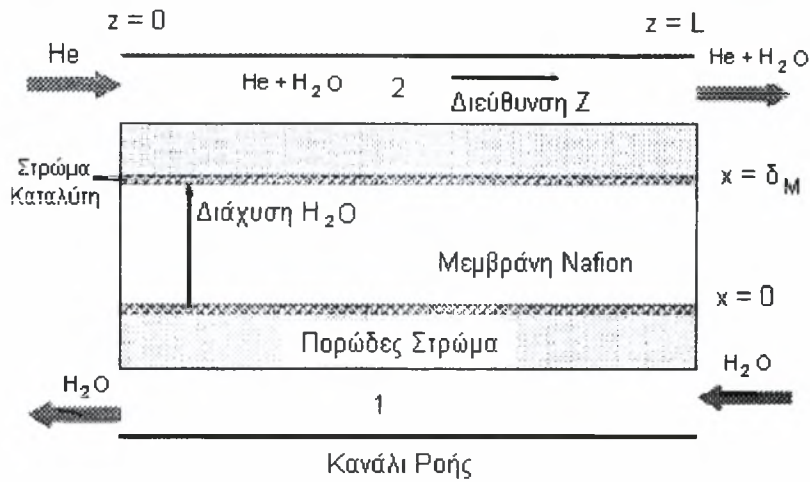 z = 0
z = L
He
He + H₂O
He + H₂O
2
Διεύθυνση Z
Στρώμα
Καταλύτη
x = δ_M
Διάχυση H₂O
Μεμβράνη Nafion
x = 0
Πορώδες Στρώμα
H₂O
H₂O
1
Κανάλι Ροής